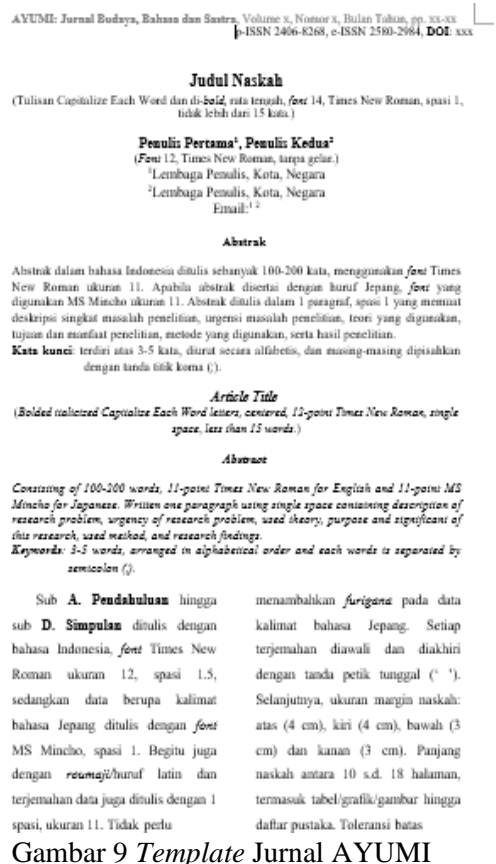 AYUMI: Jurnal Budaya, Bahasa dan Sastra, Volume x, Nomor x, Bulan Tahun, pp. xx-xx
p-ISSN 2406-8268, e-ISSN 2580-2984, DOI: xxx
Judul Naskah
(Tulisan Capitalize Each Word dan di-bold, rata tengah, font 14, Times New Roman, spasi 1,
tidak lebih dari 15 kata.)
Penulis Pertama¹, Penulis Kedua²
(Font 12, Times New Roman, tanpa gelar.)
¹Lembaga Penulis, Kota, Negara
²Lembaga Penulis, Kota, Negara
Email:¹ ²
Abstrak
Abstrak dalam bahasa Indonesia ditulis sebanyak 100-200 kata, menggunakan font Times
New Roman ukuran 11. Apabila abstrak disertai dengan huruf Jepang, font yang
digunakan MS Mincho ukuran 11. Abstrak ditulis dalam 1 paragraf, spasi 1 yang memuat
deskripsi singkat masalah penelitian, urgensi masalah penelitian, teori yang digunakan,
tujuan dan manfaat penelitian, metode yang digunakan, serta hasil penelitian.
Kata kunci: terdiri atas 3-5 kata, diurut secara alfabetis, dan masing-masing dipisahkan
dengan tanda titik koma (;).
Article Title
(Bolded italicized Capitalize Each Word letters, centered, 12-point Times New Roman, single
space, less than 15 words.)
Abstract
Consisting of 100-200 words, 11-point Times New Roman for English and 11-point MS
Mincho for Japanese. Written one paragraph using single space containing description of
research problem, urgency of research problem, used theory, purpose and significant of
this research, used method, and research findings.
Keywords: 3-5 words, arranged in alphabetical order and each words is separated by
semicolon (;).
Sub A. Pendahuluan hingga
sub D. Simpulan ditulis dengan
bahasa Indonesia, font Times New
Roman ukuran 12, spasi 1.5,
sedangkan data berupa kalimat
bahasa Jepang ditulis dengan font
MS Mincho, spasi 1. Begitu juga
dengan roumaji/huruf latin dan
terjemahan data juga ditulis dengan 1
spasi, ukuran 11. Tidak perlu
menambahkan furigana pada data
kalimat bahasa Jepang. Setiap
terjemahan diawali dan diakhiri
dengan tanda petik tunggal (‘ ’).
Selanjutnya, ukuran margin naskah:
atas (4 cm), kiri (4 cm), bawah (3
cm) dan kanan (3 cm). Panjang
naskah antara 10 s.d. 18 halaman,
termasuk tabel/grafik/gambar hingga
daftar pustaka. Toleransi batas
Gambar 9 Template Jurnal AYUMI